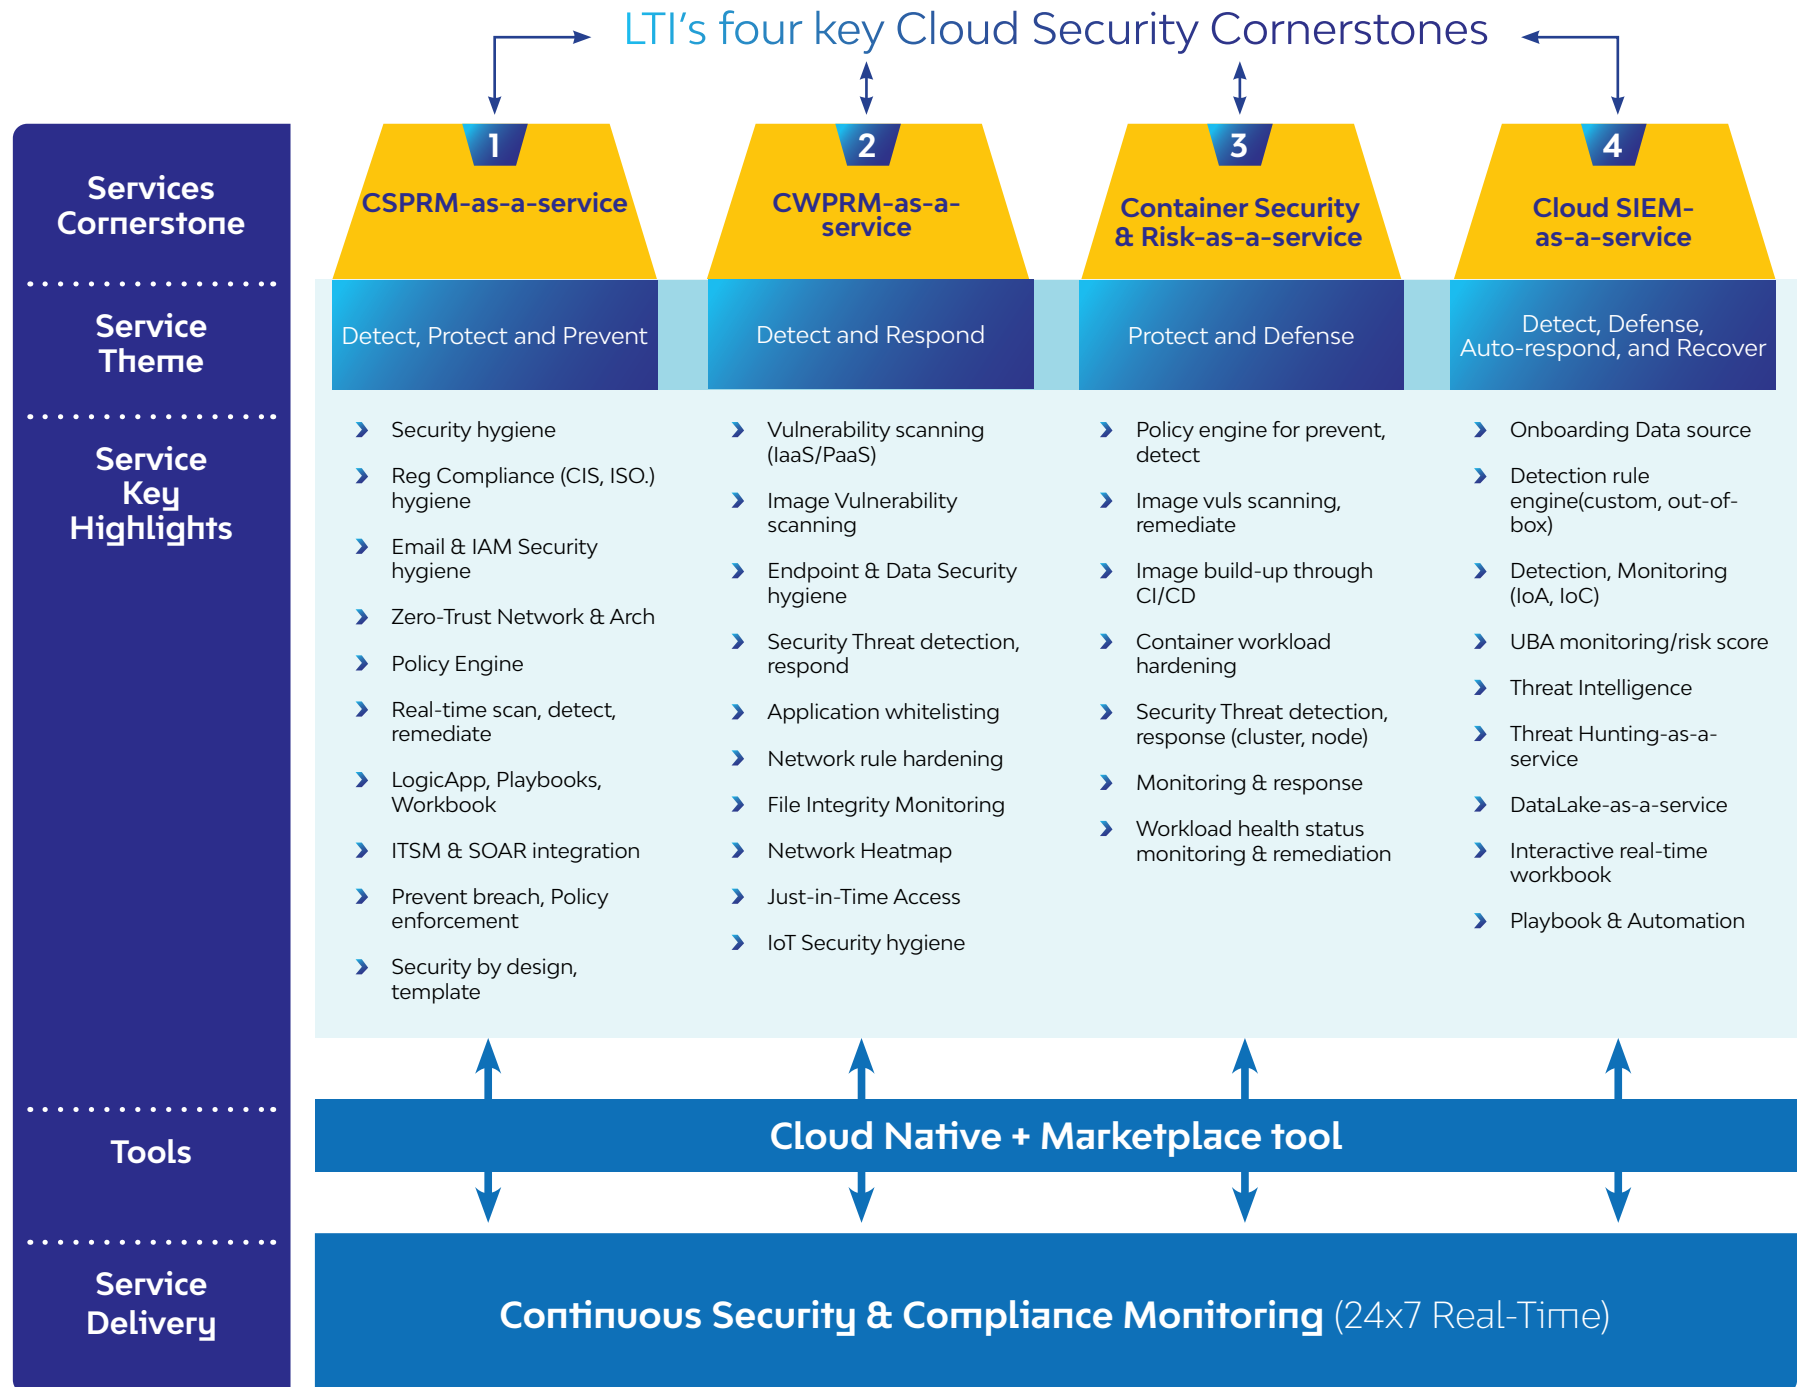 LTI's four key Cloud Security Cornerstones
Services
Cornerstone
1
CSPRM-as-a-service
2
CWPRM-as-a-
service
3
Container Security
& Risk-as-a-service
4
Cloud SIEM-
as-a-service
Service
Theme
Detect, Protect and Prevent
Detect and Respond
Protect and Defense
Detect, Defense,
Auto-respond, and Recover
Service
Key
Highlights
Security hygiene
Reg Compliance (CIS, ISO.)
hygiene
Email & IAM Security
hygiene
Zero-Trust Network & Arch
Policy Engine
Real-time scan, detect,
remediate
LogicApp, Playbooks,
Workbook
ITSM & SOAR integration
Prevent breach, Policy
enforcement
Security by design,
template
Vulnerability scanning
(IaaS/PaaS)
Image Vulnerability
scanning
Endpoint & Data Security
hygiene
Security Threat detection,
respond
Application whitelisting
Network rule hardening
File Integrity Monitoring
Network Heatmap
Just-in-Time Access
IoT Security hygiene
Policy engine for prevent,
detect
Image vuls scanning,
remediate
Image build-up through
CI/CD
Container workload
hardening
Security Threat detection,
response (cluster, node)
Monitoring & response
Workload health status
monitoring & remediation
Onboarding Data source
Detection rule
engine(custom, out-of-
box)
Detection, Monitoring
(IoA, IoC)
UBA monitoring/risk score
Threat Intelligence
Threat Hunting-as-a-
service
DataLake-as-a-service
Interactive real-time
workbook
Playbook & Automation
Tools
Cloud Native + Marketplace tool
Service
Delivery
Continuous Security & Compliance Monitoring (24x7 Real-Time)